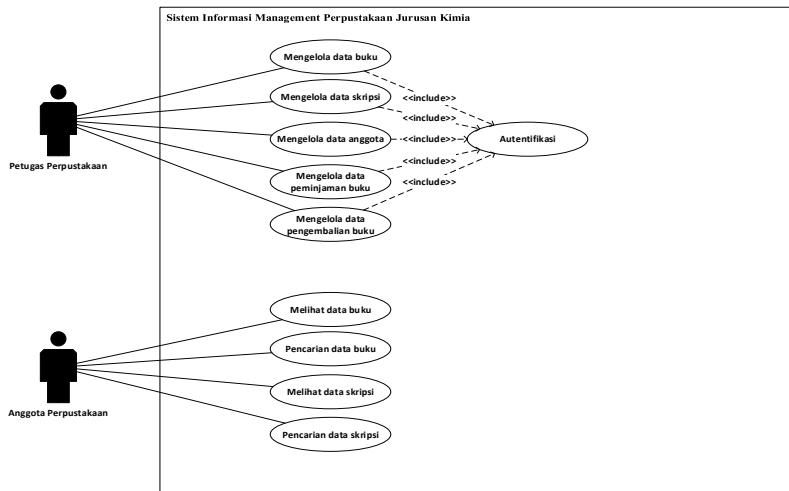 Sistem Informasi Management Perpustakaan Jurusan Kimia
Mengelola data buku
<<include>>
Mengelola data skripsi
<<include>>
Mengelola data anggota
<<include>>
Autentifikasi
Petugas Perpustakaan
<<include>>
Mengelola data
peminjaman buku
<<include>>
Mengelola data
pengembalian buku
Melihat data buku
Pencarian data buku
Melihat data skripsi
Anggota Perpustakaan
Pencarian data skripsi